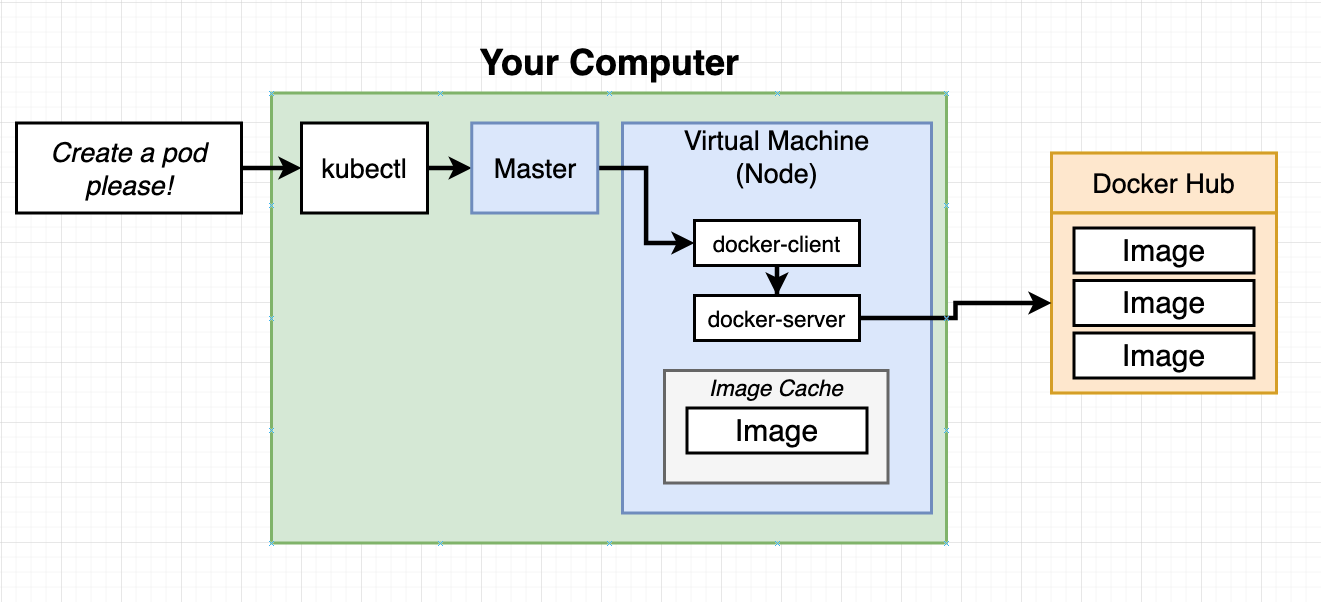 Your Computer
Create a pod
please!
kubectl
Master
Virtual Machine
(Node)
docker-client
docker-server
Image Cache
Image
Docker Hub
Image
Image
Image